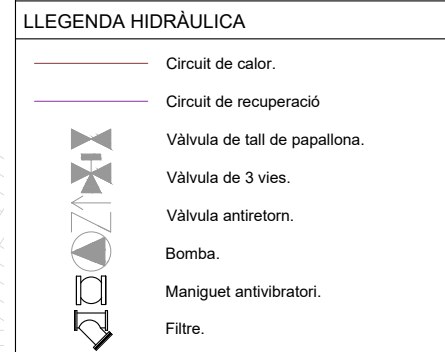 LLEGENDA HIDRÀULICA
Circuit de calor.
Circuit de recuperació
Vàlvula de tall de papallona.
Vàlvula de 3 vies.
Vàlvula antiretorn.
Bomba.
Maniguet antivibratori.
Filtre.